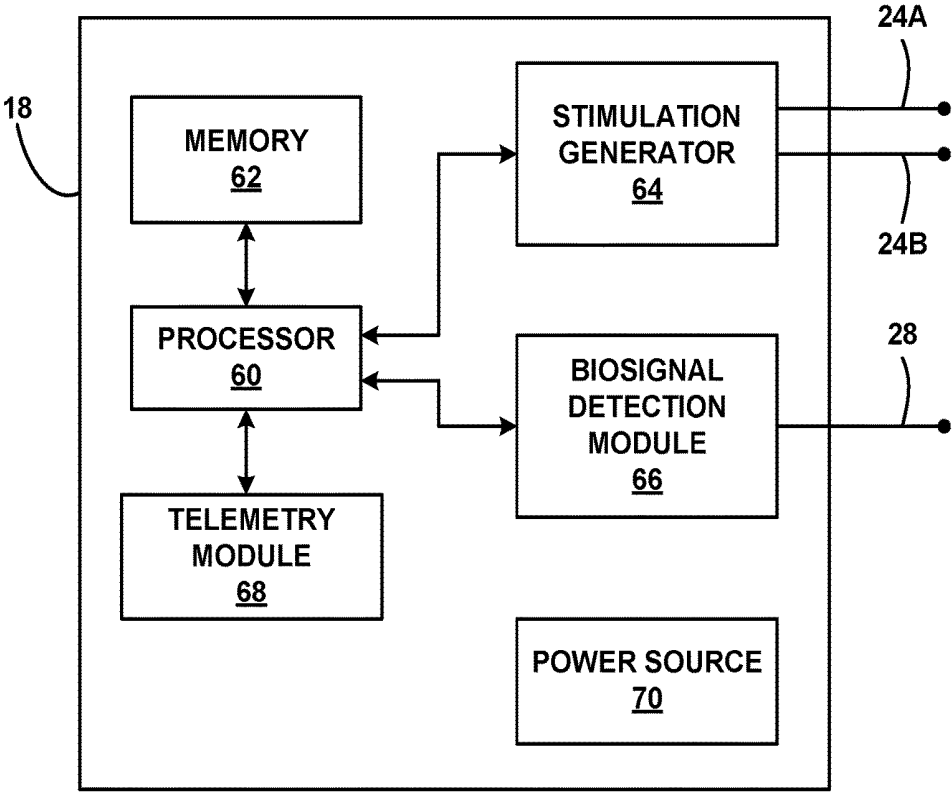 24A
18
MEMORY
62
STIMULATION
GENERATOR
64
24B
PROCESSOR
60
BIOSIGNAL
DETECTION
MODULE
66
28
TELEMETRY
MODULE
68
POWER SOURCE
70